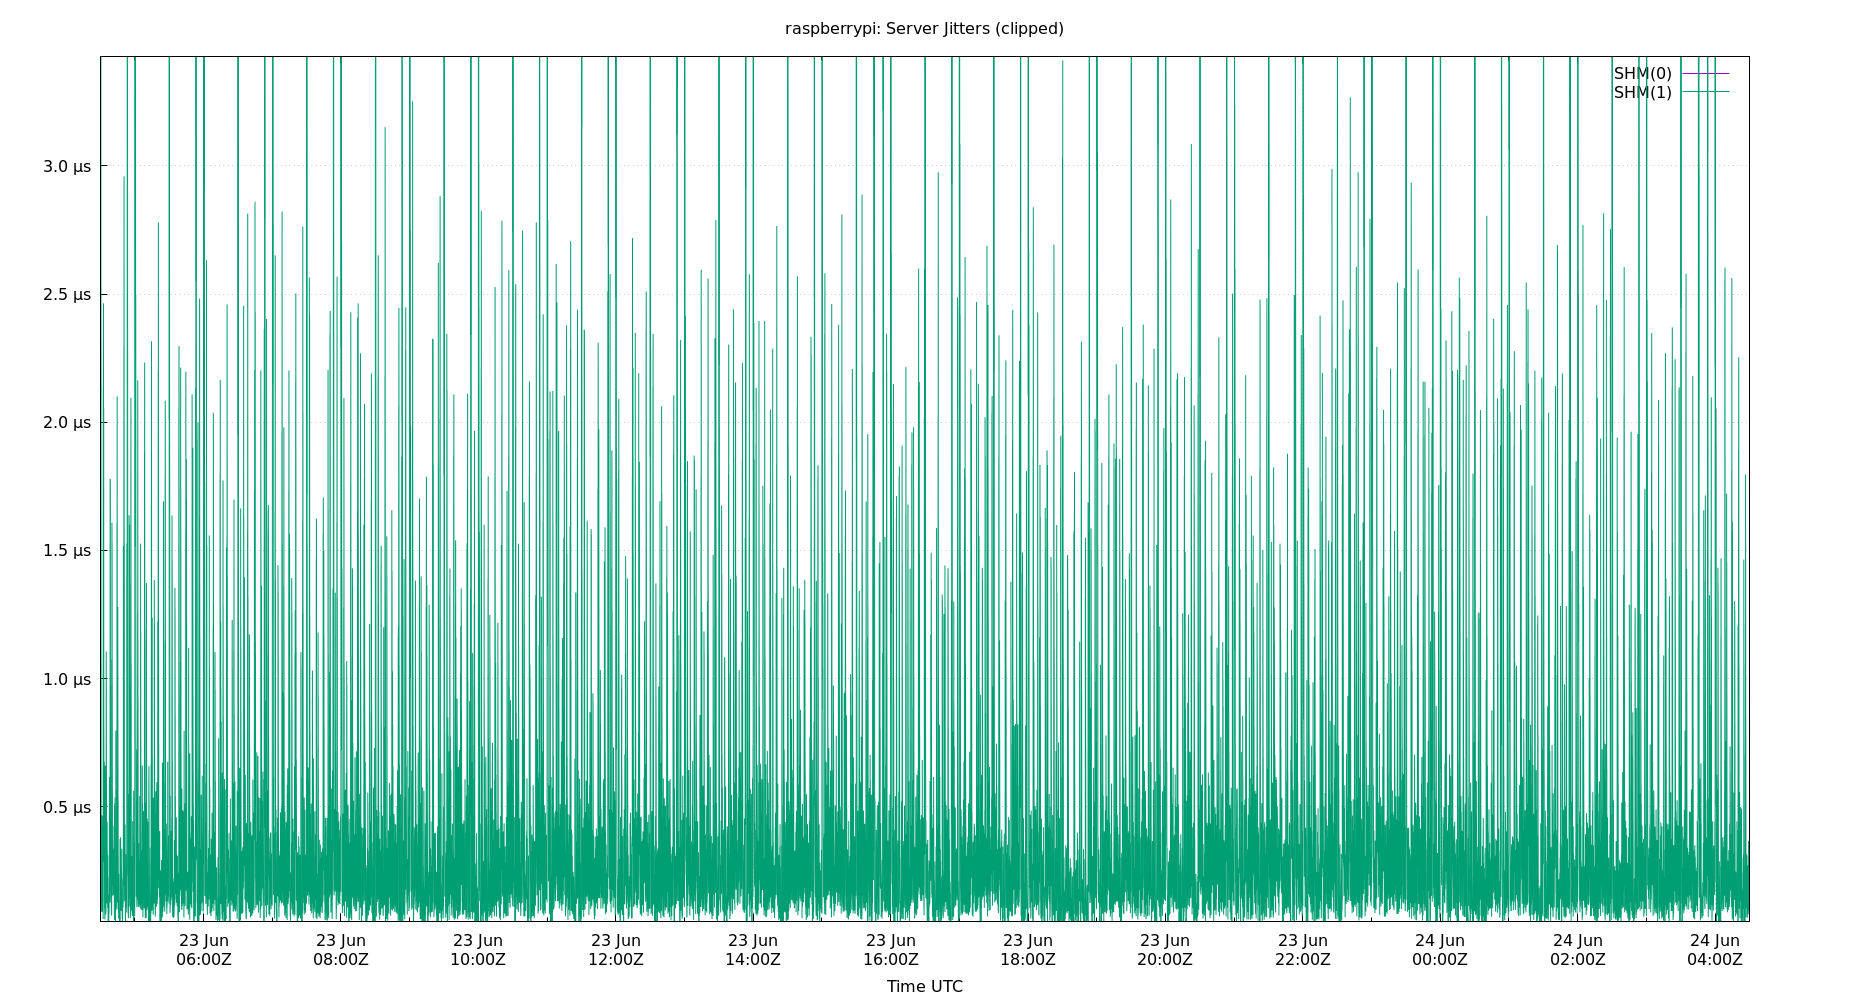 raspberrypi: Server Jitters (clipped)
SHM(0)
SHM(1)
3.0 µs
2.5 µs
2.0 µs
1.5 µs
1.0 µs
0.5 µs
23 Jun 23 Jun 23 Jun 23 Jun 23 Jun 23 Jun 23 Jun 23 Jun 23 Jun 24 Jun 24 Jun 24 Jun
06:00Z 08:00Z 10:00Z 12:00Z 14:00Z 16:00Z 18:00Z 20:00Z 22:00Z 00:00Z 02:00Z 04:00Z
Time UTC